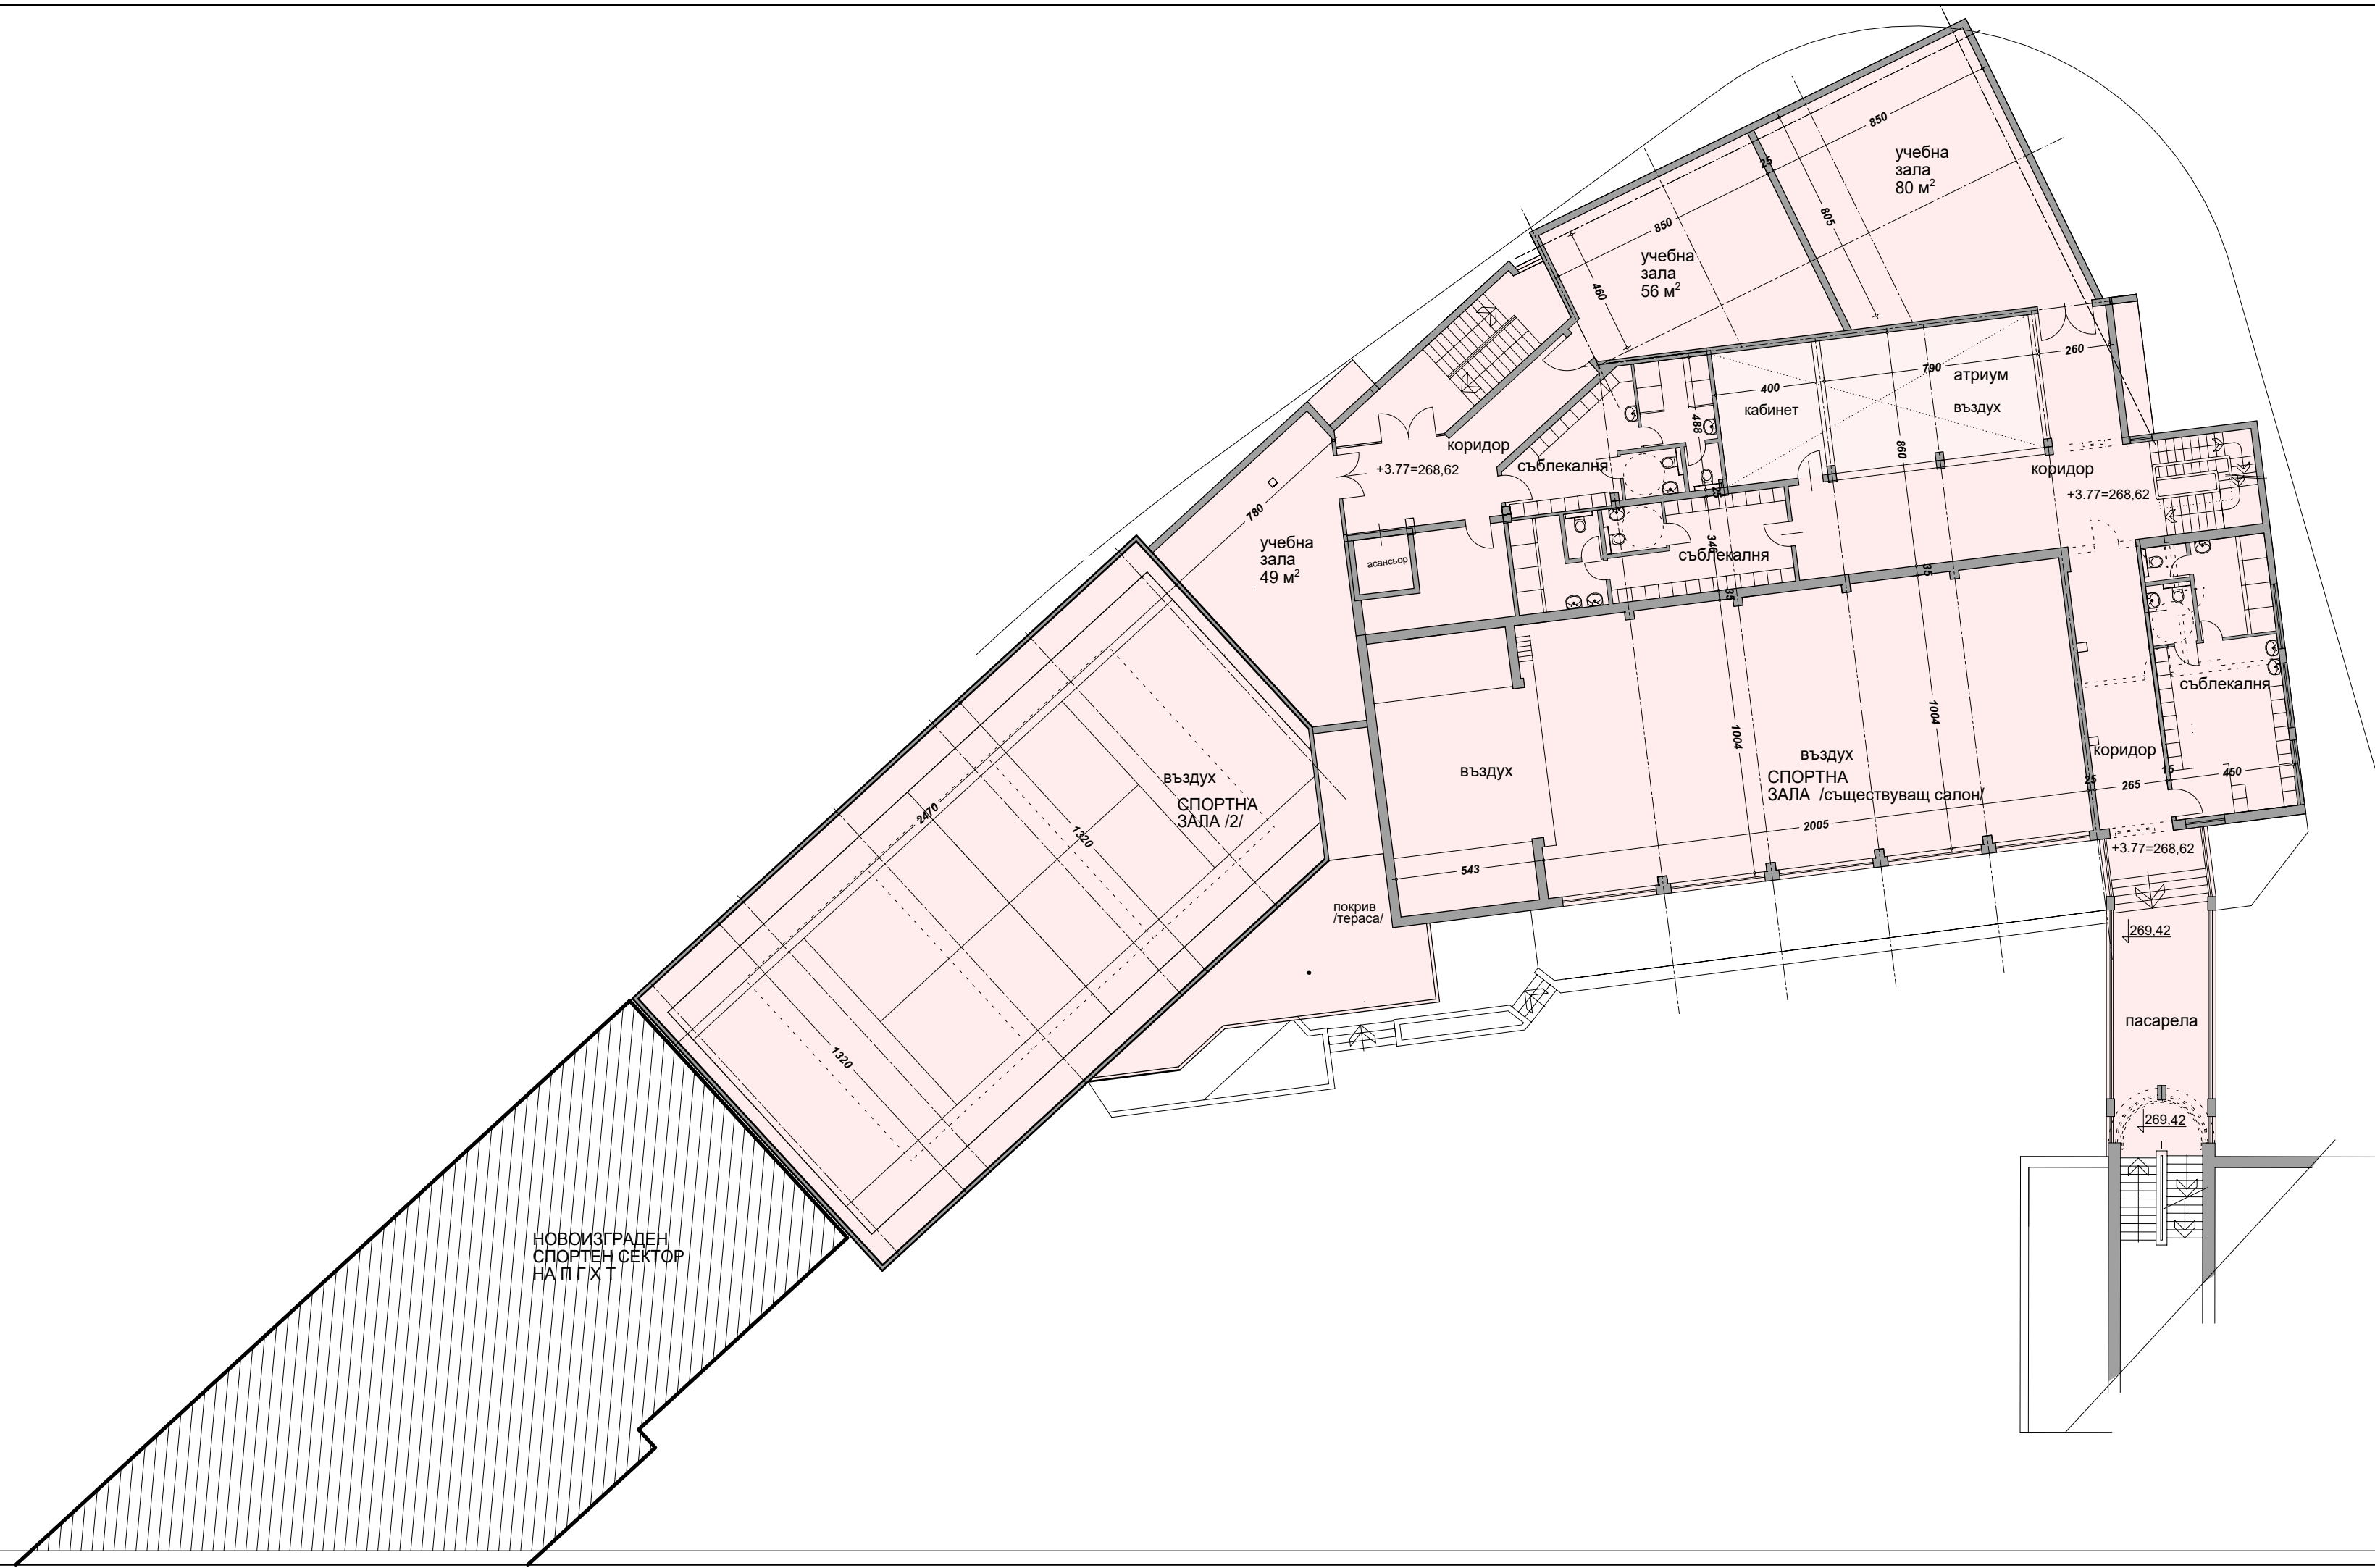 850
25
учебна
зала
80 м²
805
850
учебна
зала
56 м²
460
260
790
атриум
400
кабинет
въздух
488
860
коридор
+3.77=268,62
съблекалня
коридор
+3.77=268,62
25
780
учебна
зала
49 м²
асансьор
346
съблекалня
35
35
съблекалня
1004
1004
въздух
СПОРТНА
ЗАЛА /съществуващ салон/
коридор
въздух
25
265
15
450
2005
+3.77=268,62
543
въздух
СПОРТНА
ЗАЛА /2/
2470
1320
1320
покрив
/тераса/
269,42
пасарела
269,42
НОВОИЗГРАДЕН
СПОРТЕН СЕКТОР
НА П Г Х Т